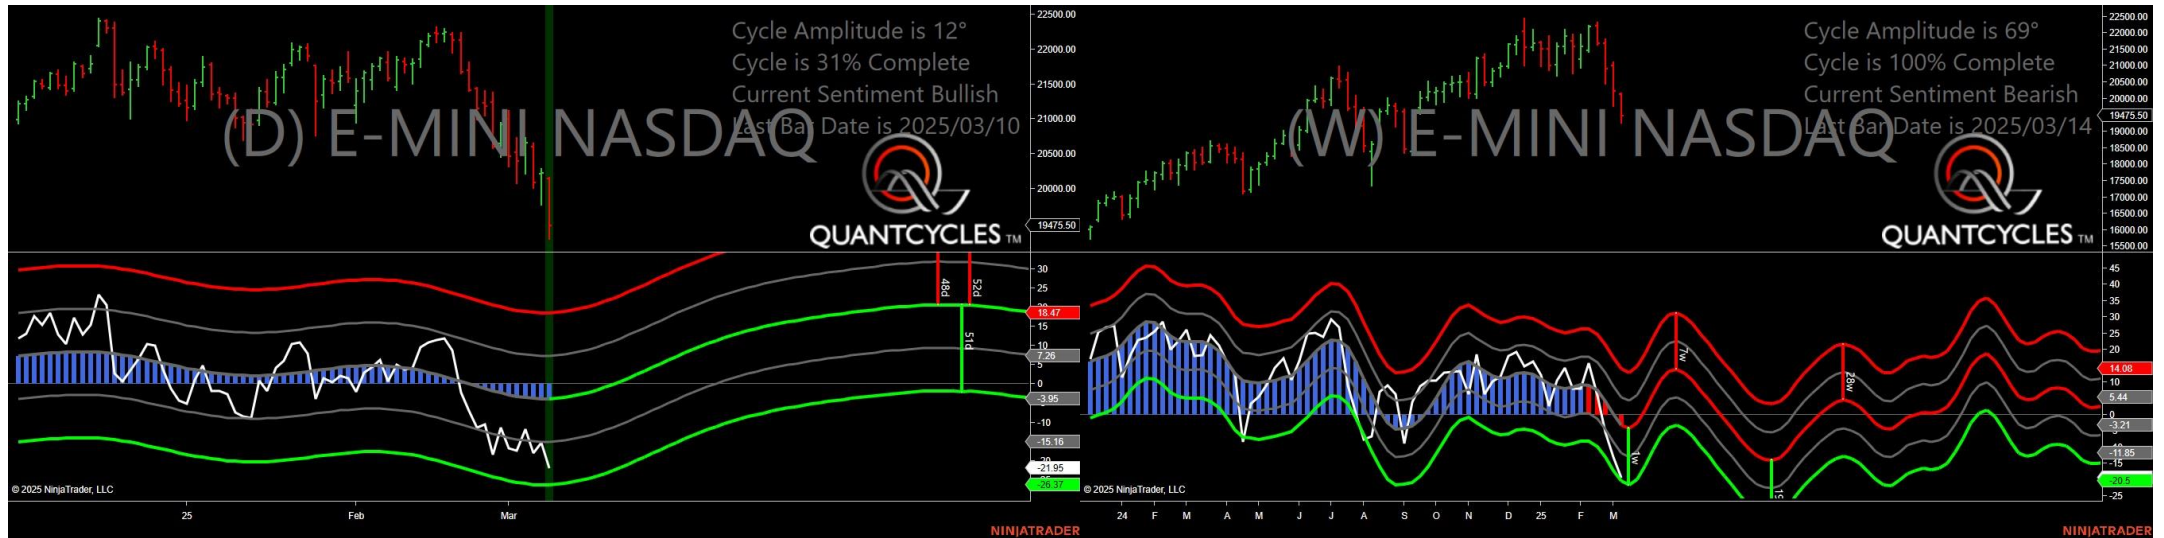 (D) E-MINI NASDAQ
Cycle Amplitude is 12°
Cycle is 31% Complete
Current Sentiment Bullish
Last Bar Date is 2025/03/10
QUANTCYCLES TM
22500.00
22000.00
21500.00
21000.00
20500.00
20000.00
19475.50
48d
52d
51d
30
25
18.47
15
10
7.26
5
0
-3.95
-10
-15.16
-21.95
-26.37
© 2025 NinjaTrader, LLC
25
Feb
Mar
NINJATRADER
(W) E-MINI NASDAQ
Cycle Amplitude is 69°
Cycle is 100% Complete
Current Sentiment Bearish
Last Bar Date is 2025/03/14
QUANTCYCLES TM
22500.00
22000.00
21500.00
21000.00
20500.00
20000.00
19475.50
19000.00
18500.00
18000.00
17500.00
17000.00
16500.00
16000.00
15500.00
7w
28w
1w
45
40
35
30
25
20
14.08
10
5.44
0
-3.21
-11.85
-15
-20.5
-25
© 2025 NinjaTrader, LLC
24
F
M
A
M
J
J
A
S
O
N
D
25
F
M
NINJATRADER